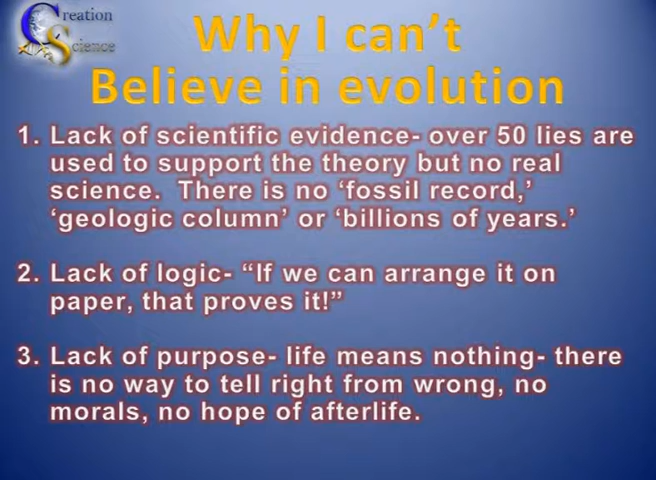 Creation
Science
Why I can't
Believe in evolution
1. Lack of scientific evidence- over 50 lies are
used to support the theory but no real
science.  There is no ‘fossil record,’
‘geologic column’ or ‘billions of years.’
2. Lack of logic- “If we can arrange it on
paper, that proves it!”
3. Lack of purpose- life means nothing- there
is no way to tell right from wrong, no
morals, no hope of afterlife.